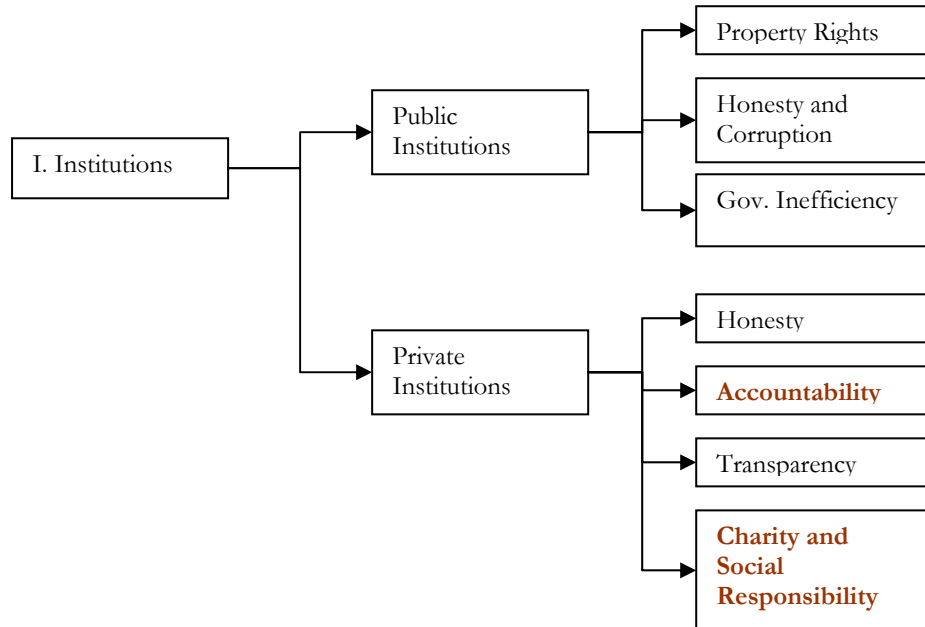 I. Institutions
Public
Institutions
Property Rights
Honesty and
Corruption
Gov. Inefficiency
Private
Institutions
Honesty
Accountability
Transparency
Charity and
Social
Responsibility